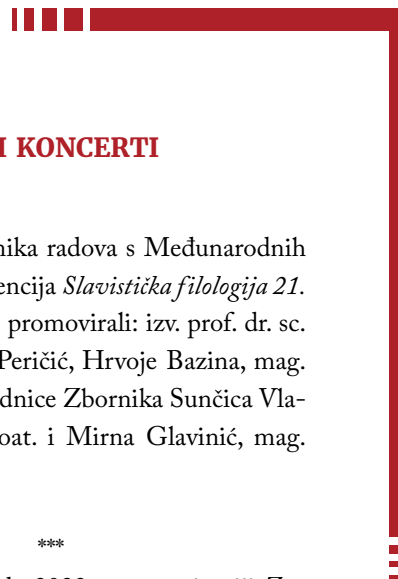 I KONCERTI
nika radova s Međunarodnih
encija Slavistička filologija 21.
promovirali: izv. prof. dr. sc.
Peričić, Hrvoje Bazina, mag.
dnice Zbornika Sunčica Vla-
oat. i Mirna Glavinić, mag.
***